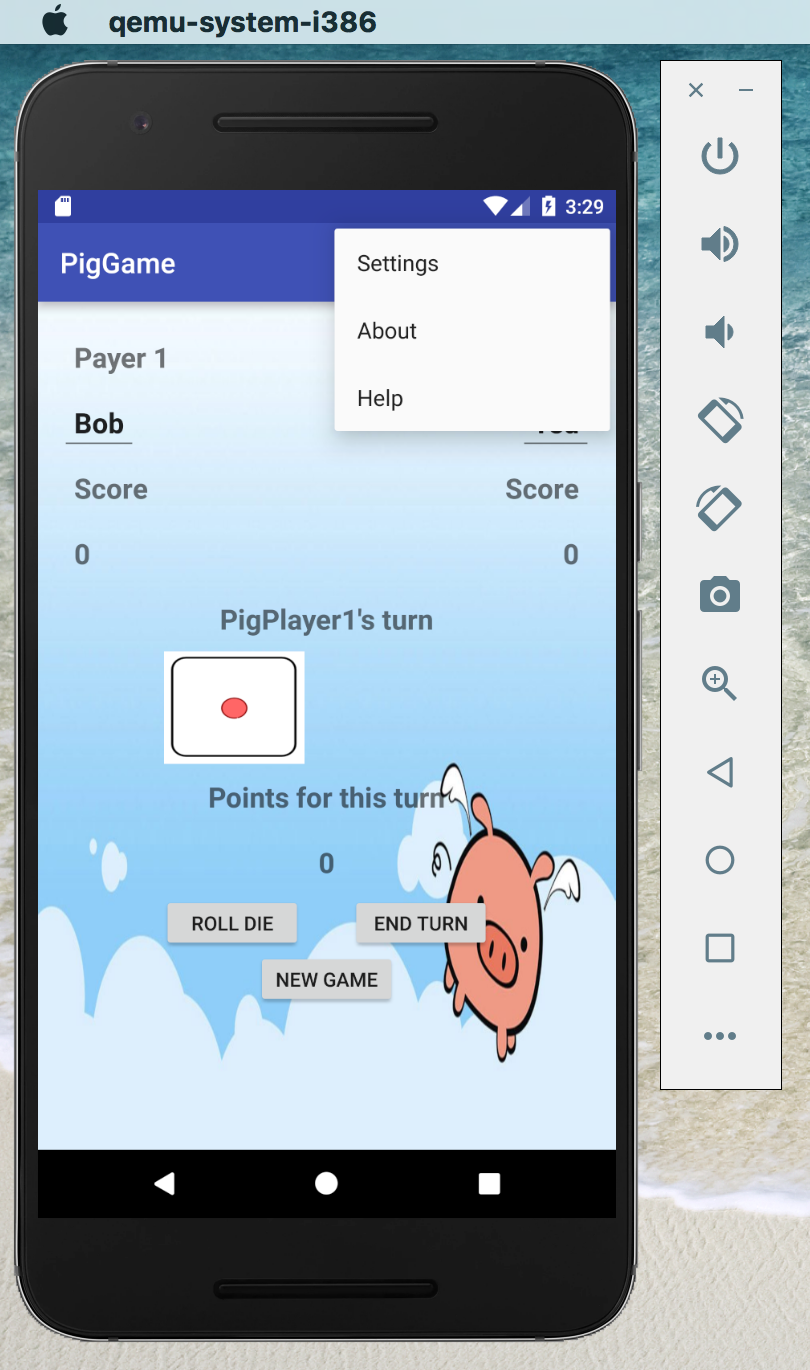 qemu-system-i386
3:29
PigGame
Settings
About
Help
Payer 1
Bob
Score Score
0 0
PigPlayer1's turn
Points for this turn
0
ROLL DIE END TURN
NEW GAME